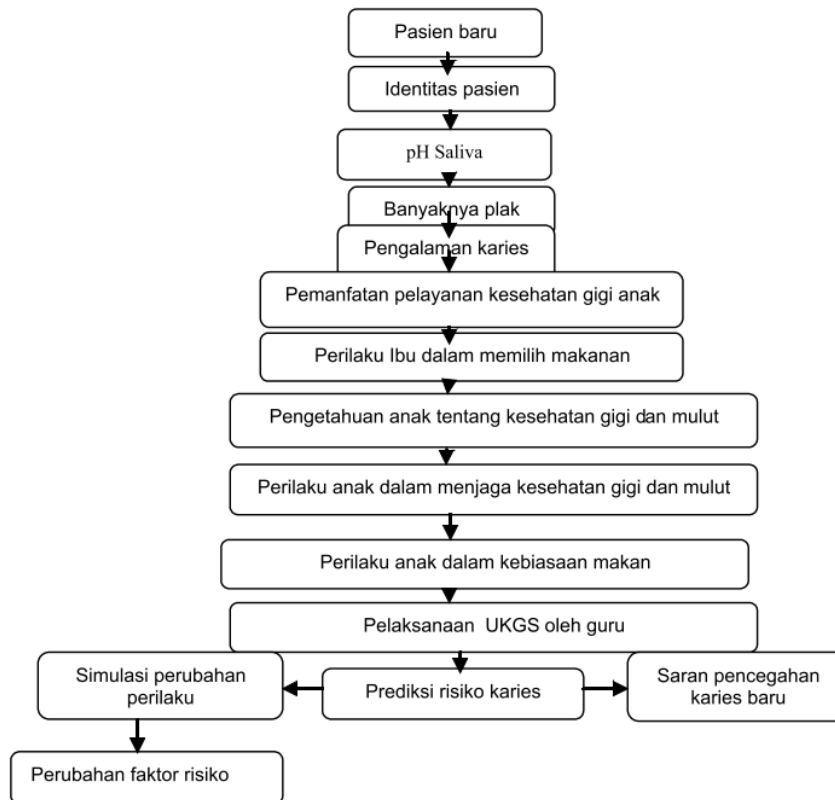 Pasien baru
Identitas pasien
pH Saliva
Banyaknya plak
Pengalaman karies
Pemanfatan pelayanan kesehatan gigi anak
Perilaku Ibu dalam memilih makanan
Pengetahuan anak tentang kesehatan gigi dan mulut
Perilaku anak dalam menjaga kesehatan gigi dan mulut
Perilaku anak dalam kebiasaan makan
Pelaksanaan UKGS oleh guru
Simulasi perubahan
perilaku
Prediksi risiko karies
Saran pencegahan
karies baru
Perubahan faktor risiko